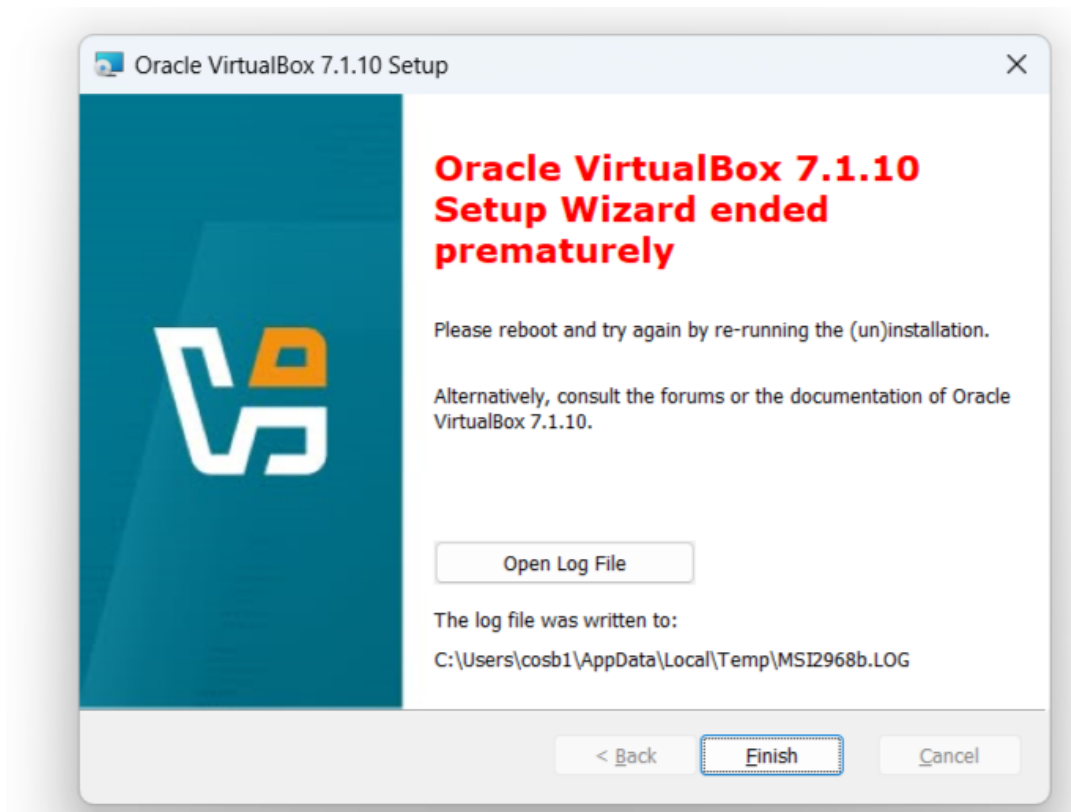 Oracle VirtualBox 7.1.10 Setup
Oracle VirtualBox 7.1.10
Setup Wizard ended
prematurely
Please reboot and try again by re-running the (un)installation.
Alternatively, consult the forums or the documentation of Oracle
VirtualBox 7.1.10.
Open Log File
The log file was written to:
C:\Users\cosb1\AppData\Local\Temp\MSI2968b.LOG
< Back
Finish
Cancel